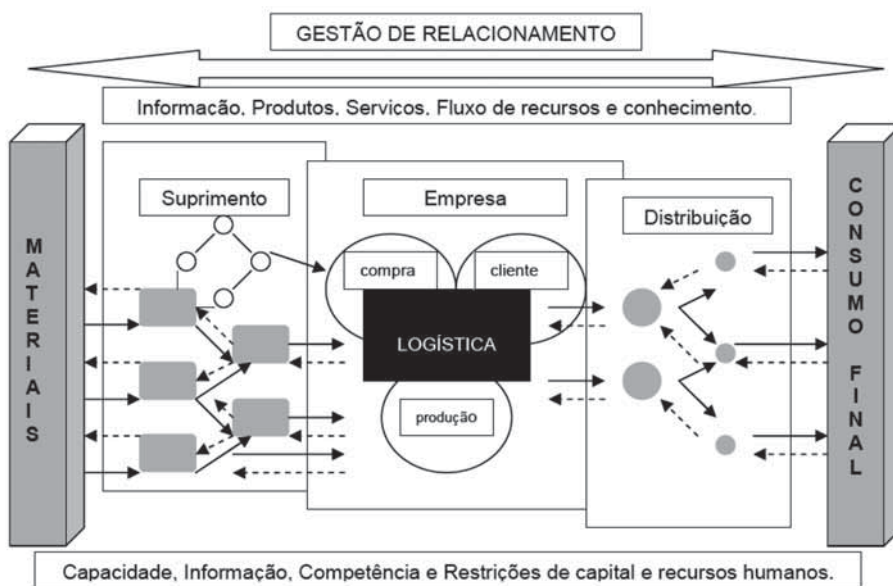 GESTÃO DE RELACIONAMENTO
Informação, Produtos, Servicos, Fluxo de recursos e conhecimento.
MATERIAIS
Suprimento
Empresa
compra
cliente
LOGÍSTICA
produção
Distribuição
CONSUMO FINAL
Capacidade, Informação, Competência e Restrições de capital e recursos humanos.